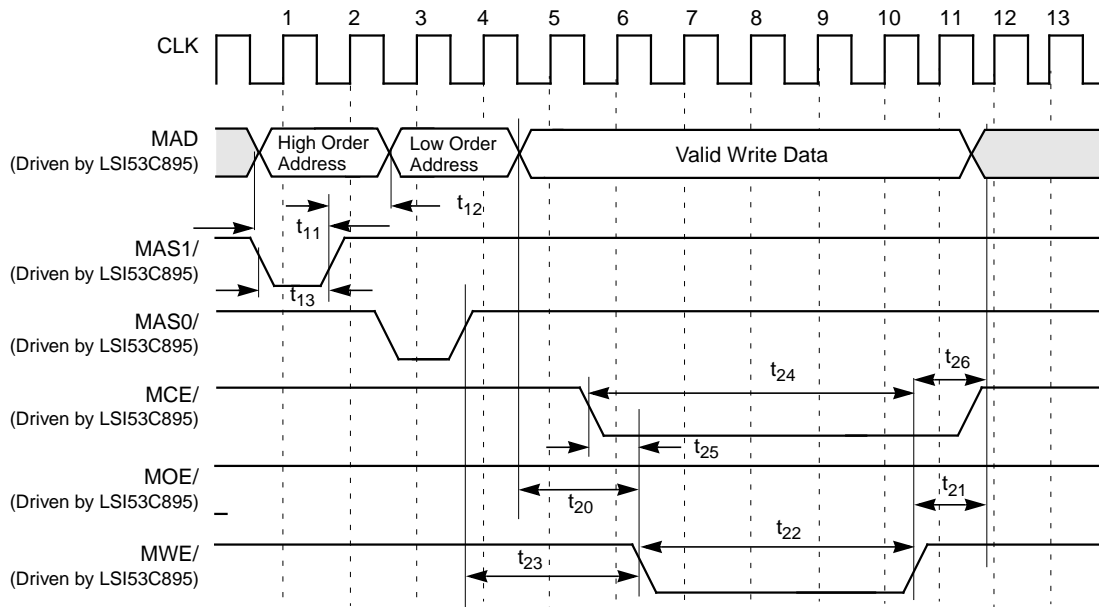 1 2 3 4 5 6 7 8 9 10 11 12 13
CLK
MAD
(Driven by LSI53C895)
High Order
Address
Low Order
Address
Valid Write Data
t12
t11
MAS1/
(Driven by LSI53C895)
t13
MAS0/
(Driven by LSI53C895)
t24
t26
MCE/
(Driven by LSI53C895)
t25
MOE/
(Driven by LSI53C895)
t20
t21
MWE/
(Driven by LSI53C895)
t23
t22